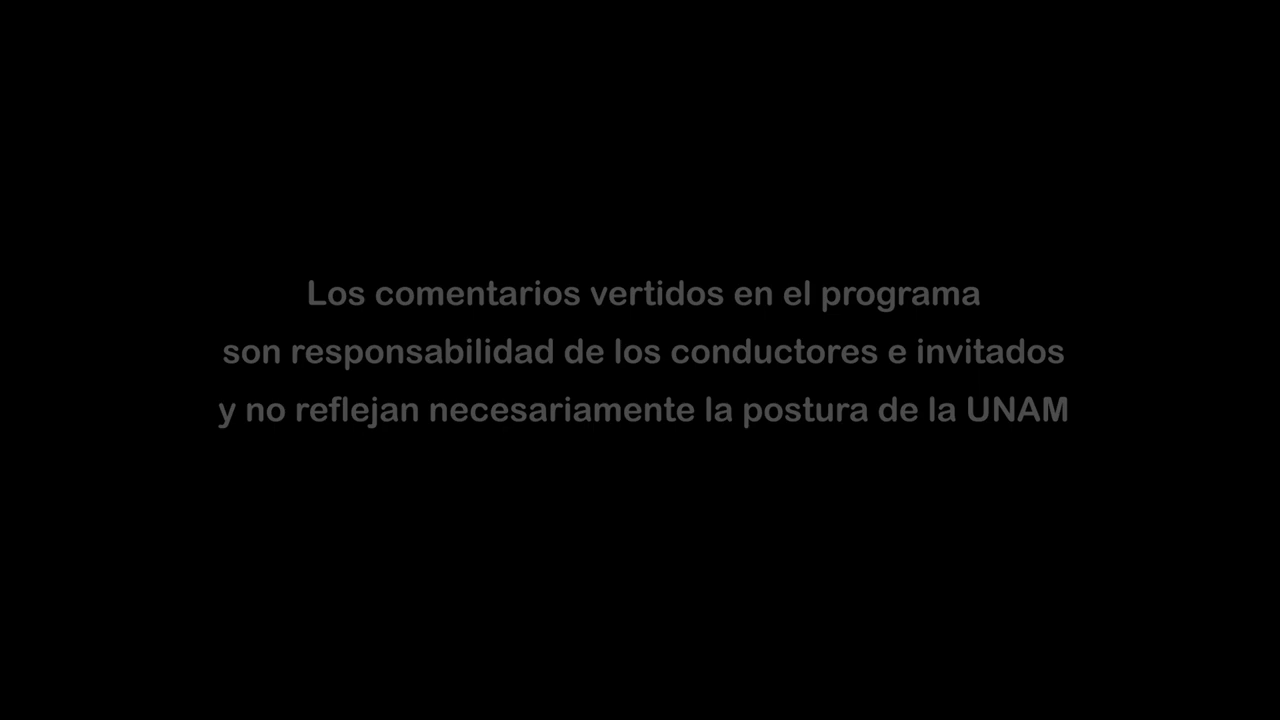 Los comentarios vertidos en el programa
son responsabilidad de los conductores e invitados
y no reflejan necesariamente la postura de la UNAM